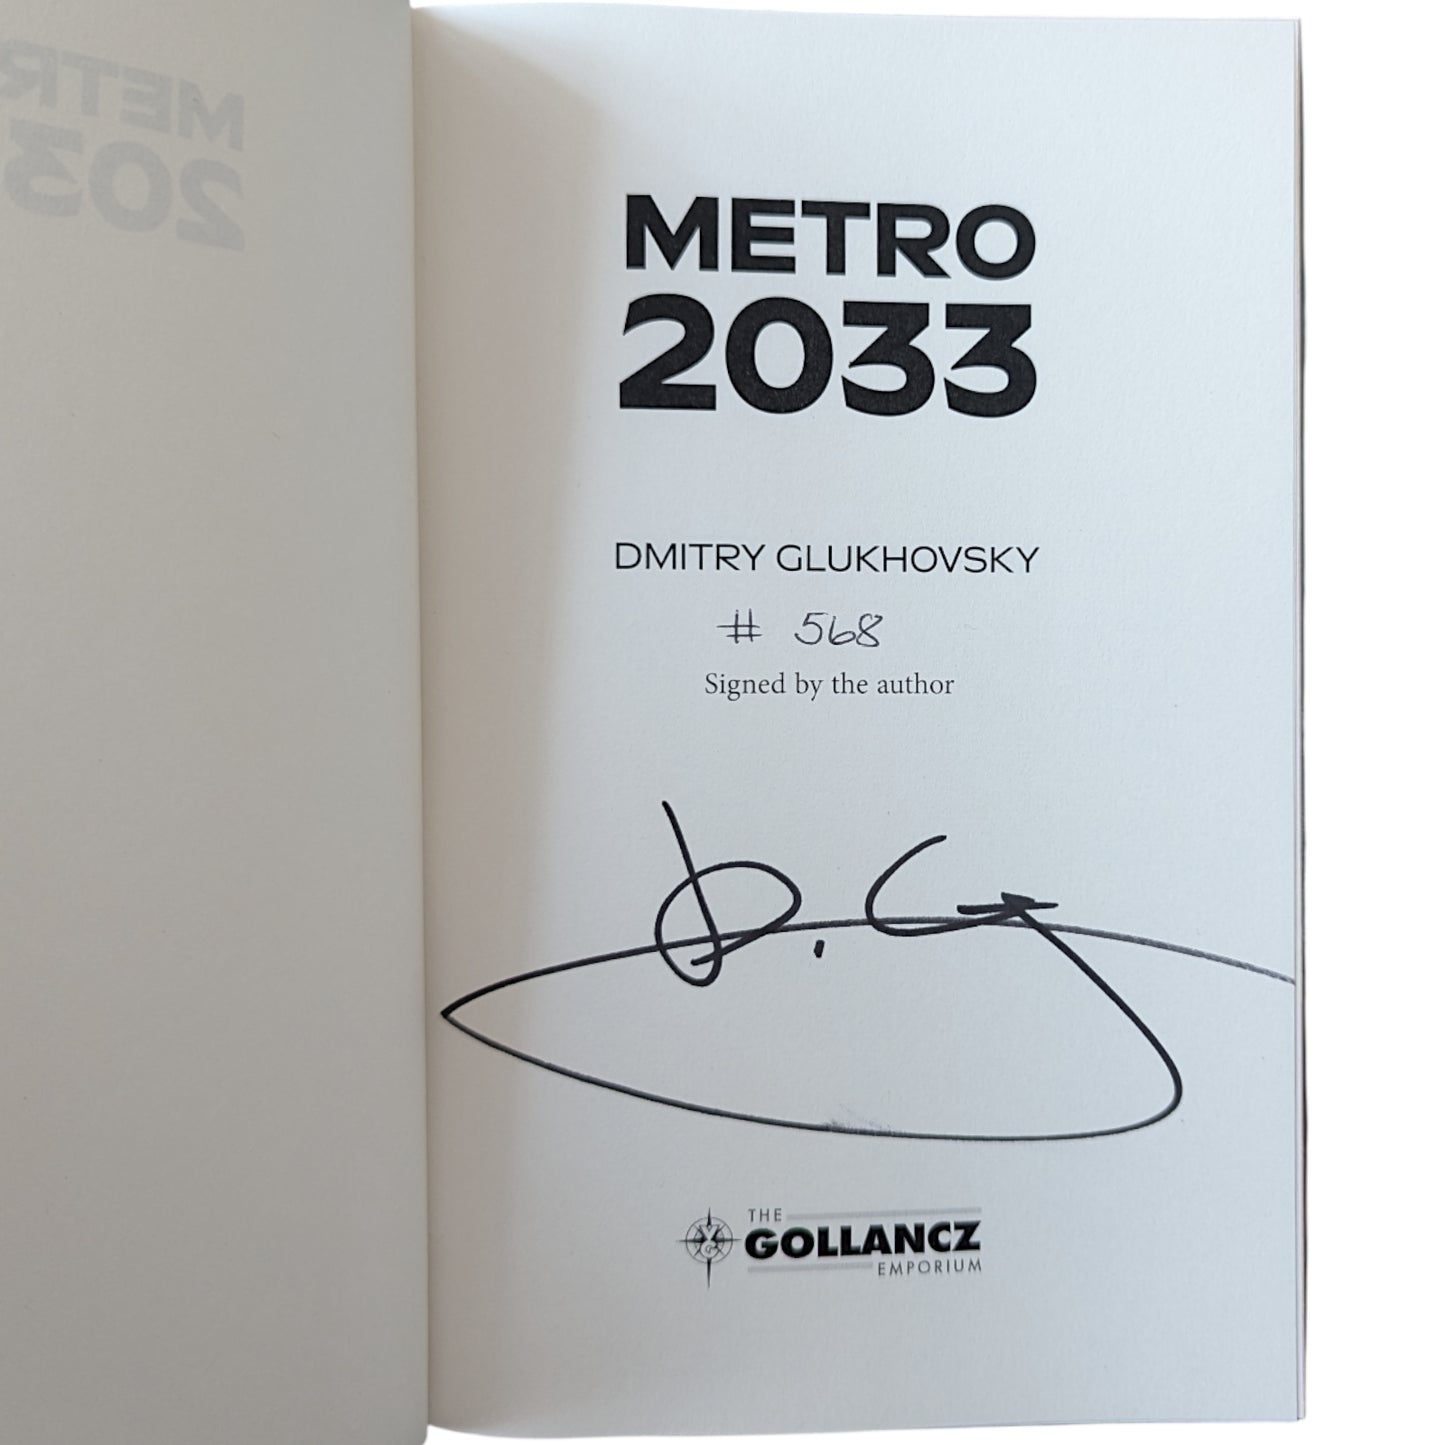 METRO
2033
DMITRY GLUKHOVSKY
# 568
Signed by the author
D. G
THE
GOLLANCZ
EMPORIUM